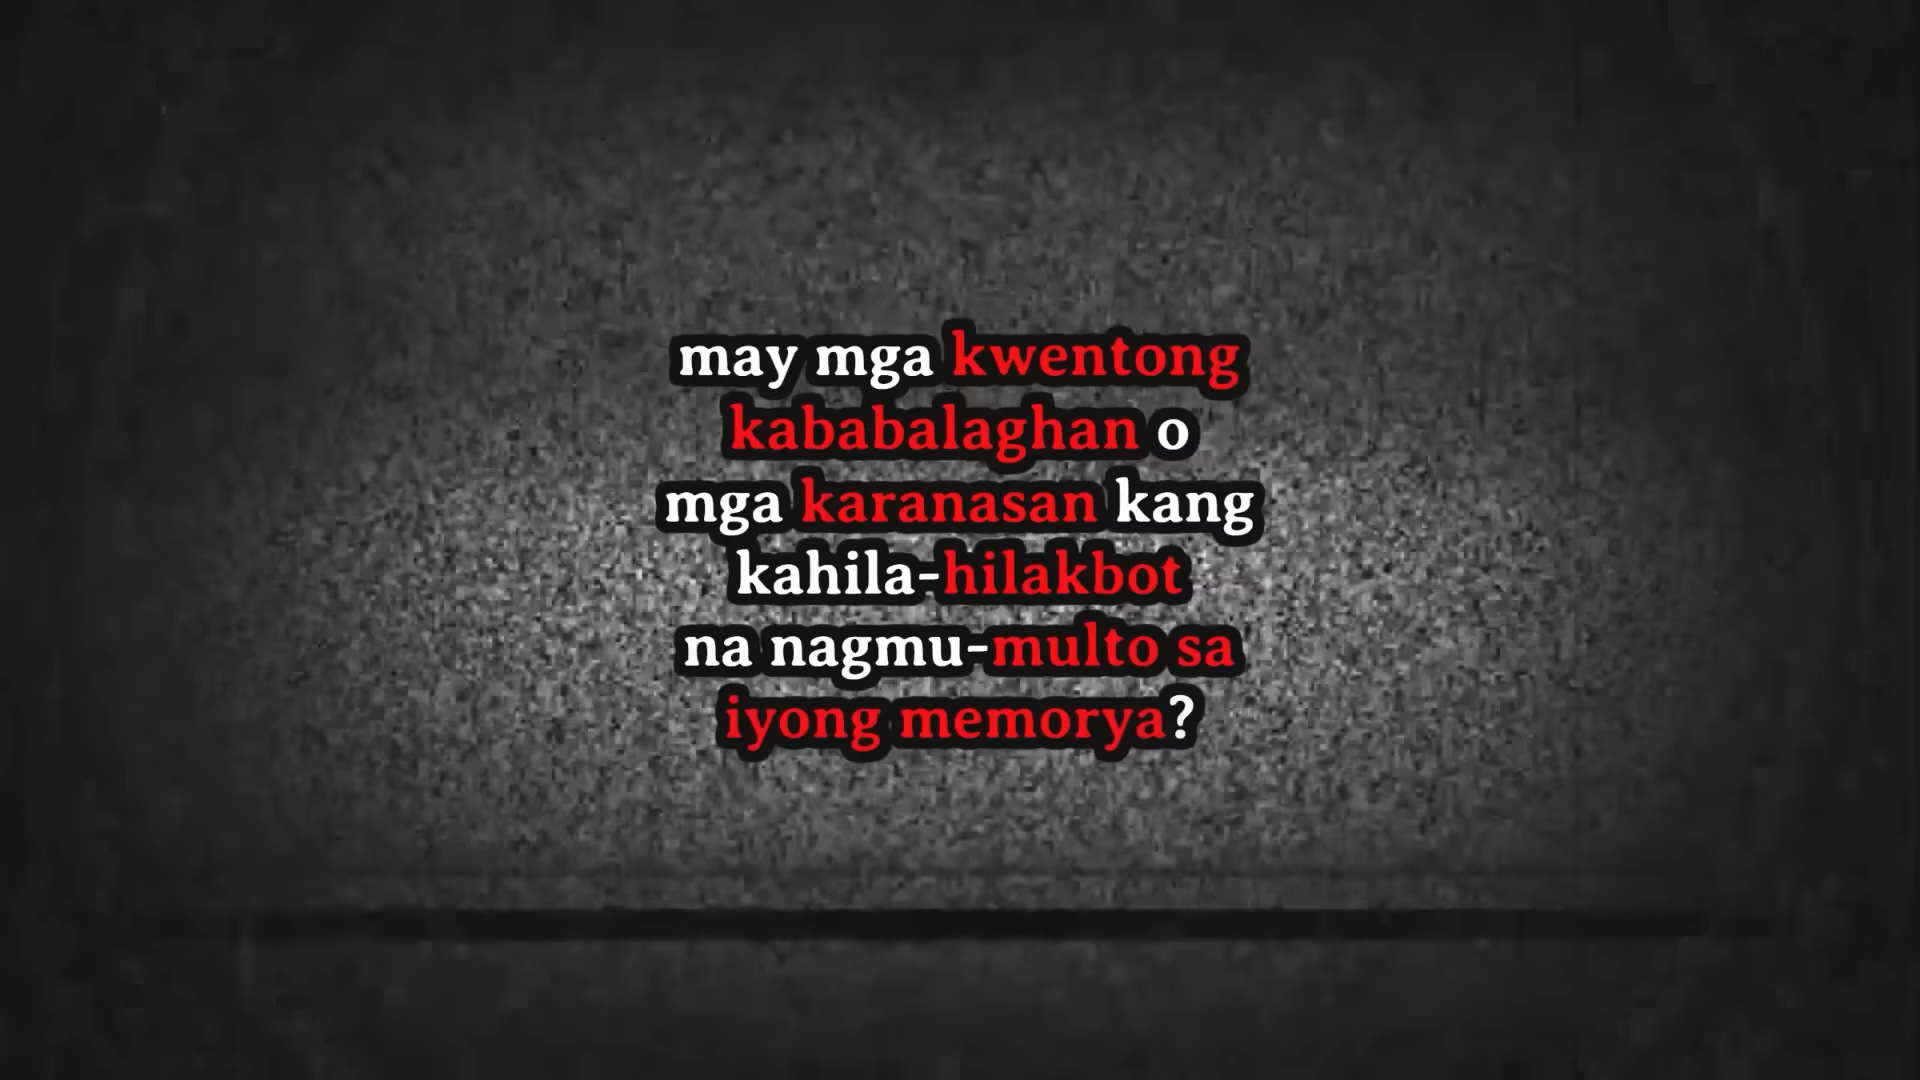 may mga kwentong
kababalaghan o
mga karanasan kang
kahila-hilakbot
na nagmu-multo sa
iyong memorya?